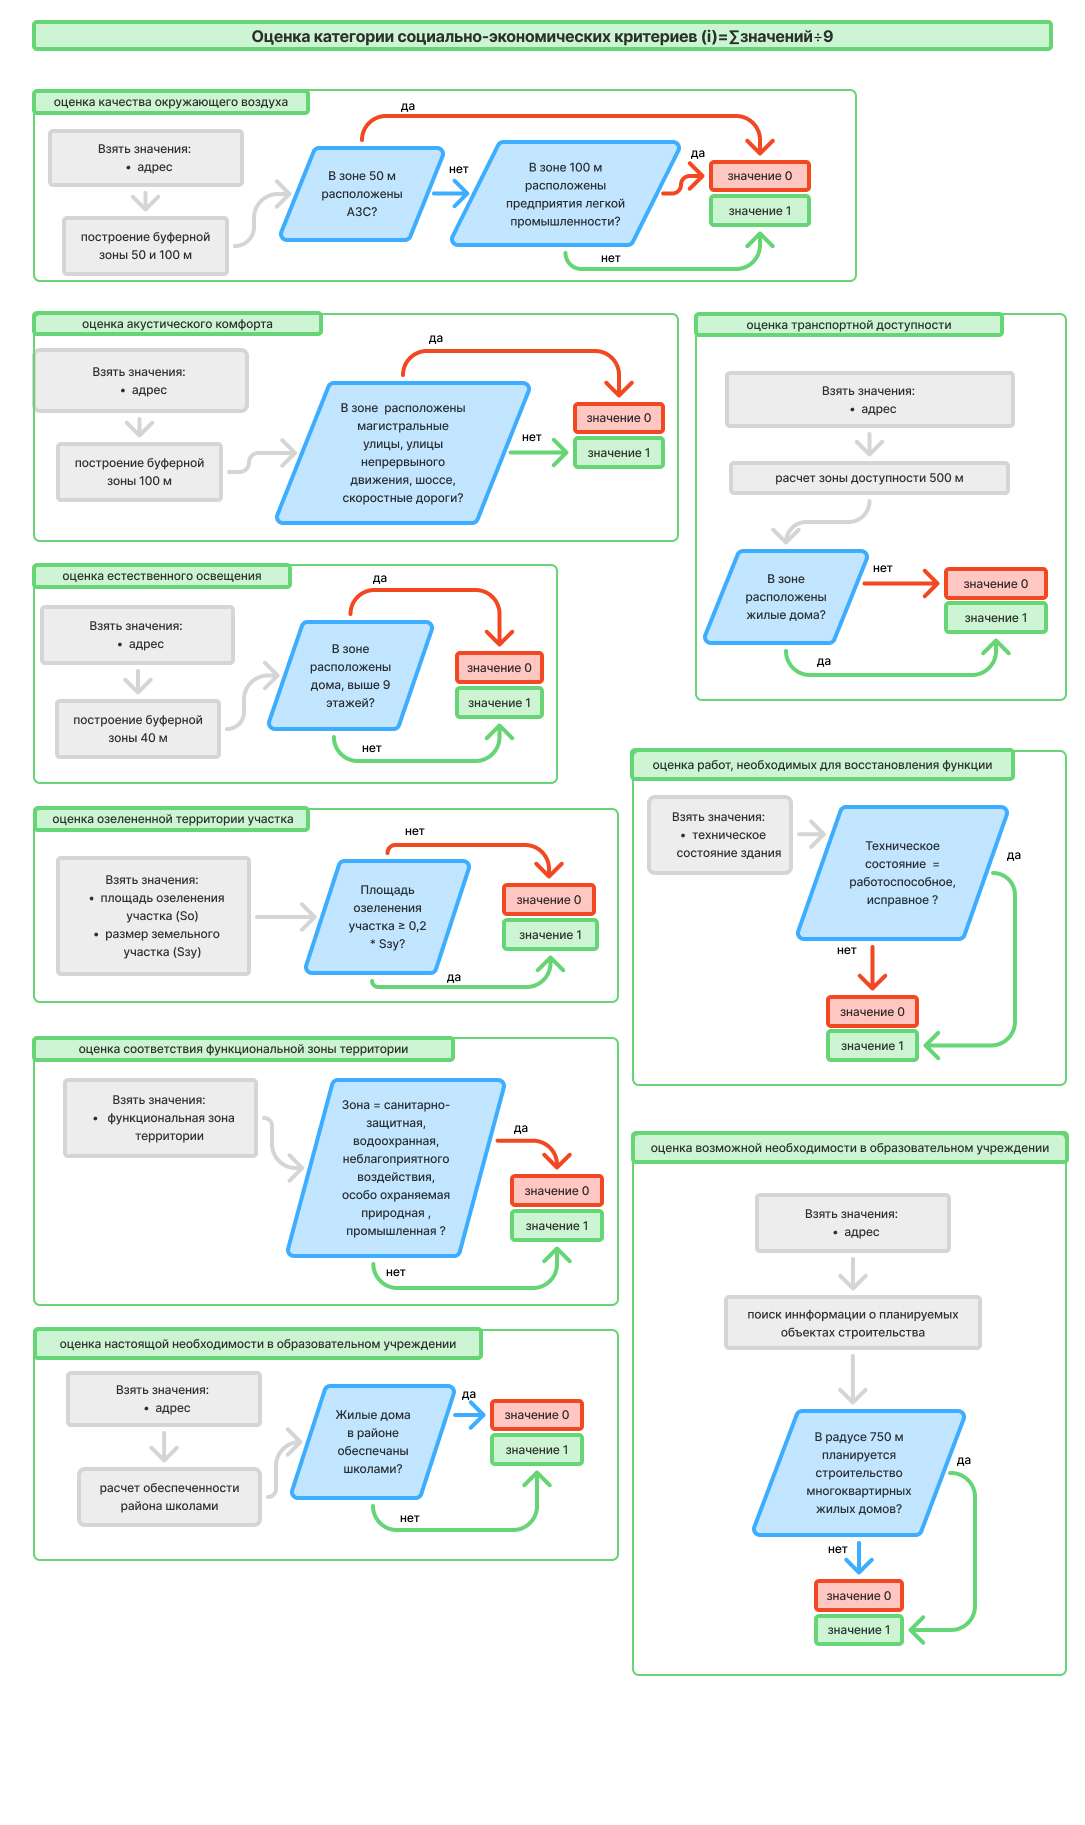 Оценка категории социально-экономических критериев (i)=∑значений÷9
оценка качества окружающего воздуха
Взять значения:
• адрес
построение буферной
зоны 50 и 100 м
В зоне 50 м
расположены
АЗС?
да
нет
В зоне 100 м
расположены
предприятия легкой
промышленности?
да
нет
значение 0
значение 1
оценка акустического комфорта
Взять значения:
• адрес
построение буферной
зоны 100 м
В зоне расположены
магистральные
улицы, улицы
непрервыного
движения, шоссе,
скоростные дороги?
да
нет
значение 0
значение 1
оценка транспортной доступности
Взять значения:
• адрес
расчет зоны доступности 500 м
В зоне
расположены
жилые дома?
нет
да
значение 0
значение 1
оценка естественного освещения
Взять значения:
• адрес
построение буферной
зоны 40 м
В зоне
расположены
дома, выше 9
этажей?
да
нет
значение 0
значение 1
оценка работ, необходимых для восстановления функции
Взять значения:
• техническое
состояние здания
Техническое
состояние =
работоспособное,
исправное ?
да
нет
значение 0
значение 1
оценка озелененной территории участка
Взять значения:
• площадь озеленения
участка (So)
• размер земельного
участка (Sзу)
Площадь
озеленения
участка ≥ 0,2
* Sзу?
нет
да
значение 0
значение 1
оценка соответствия функциональной зоны территории
Взять значения:
• функциональная зона
территории
Зона = санитарно-
защитная,
водоохранная,
неблагоприятного
воздействия,
особо охраняемая
природная ,
промышленная ?
да
нет
значение 0
значение 1
оценка возможной необходимости в образовательном учреждении
Взять значения:
• адрес
поиск иннформации о планируемых
объектах строительства
В радусе 750 м
планируется
строительство
многоквартирных
жилых домов?
да
нет
значение 0
значение 1
оценка настоящой необходимости в образовательном учреждении
Взять значения:
• адрес
расчет обеспеченности
района школами
Жилые дома
в районе
обеспечаны
школами?
да
нет
значение 0
значение 1